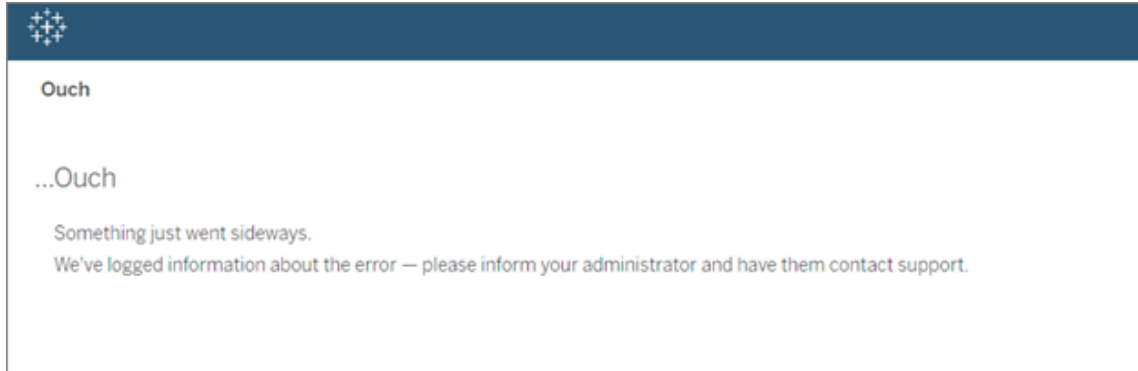 Ouch
...Ouch
Something just went sideways.
We've logged information about the error — please inform your administrator and have them contact support.